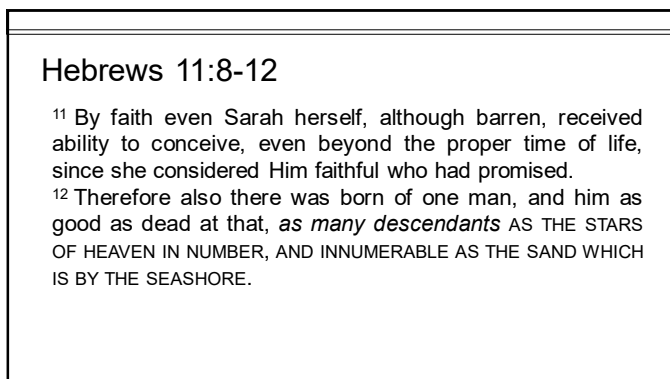 Hebrews 11:8-12
¹¹ By faith even Sarah herself, although barren, received
ability to conceive, even beyond the proper time of life,
since she considered Him faithful who had promised.
¹² Therefore also there was born of one man, and him as
good as dead at that, as many descendants AS THE STARS
OF HEAVEN IN NUMBER, AND INNUMERABLE AS THE SAND WHICH
IS BY THE SEASHORE.